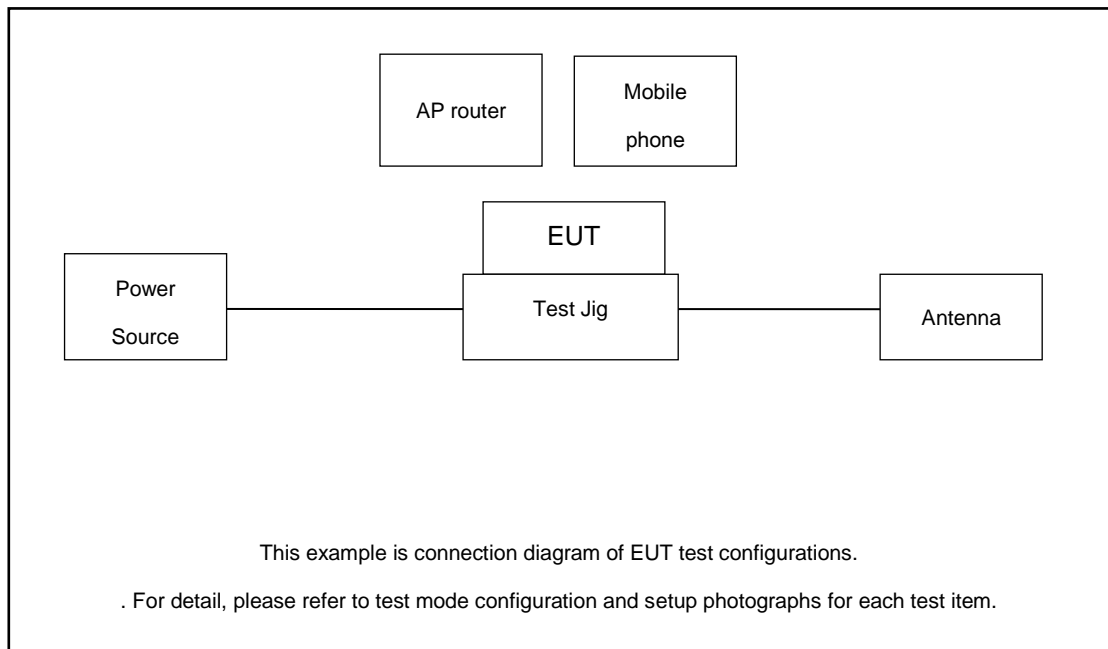 AP router
Mobile
phone
EUT
Power
Source
Test Jig
Antenna
This example is connection diagram of EUT test configurations.
. For detail, please refer to test mode configuration and setup photographs for each test item.